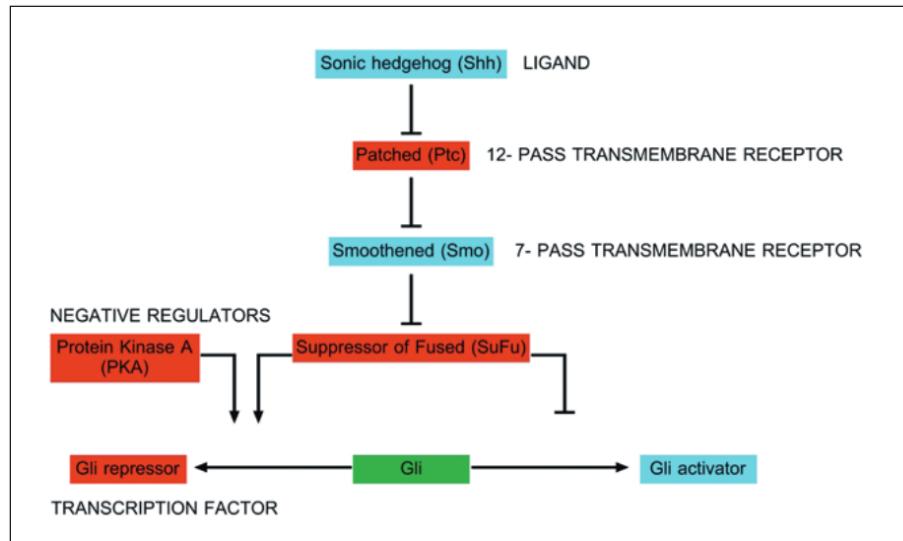 Sonic hedgehog (Shh) LIGAND
Patched (Ptc) 12- PASS TRANSMEMBRANE RECEPTOR
Smoothened (Smo) 7- PASS TRANSMEMBRANE RECEPTOR
NEGATIVE REGULATORS
Protein Kinase A
(PKA)
Suppressor of Fused (SuFu)
Gli repressor Gli Gli activator
TRANSCRIPTION FACTOR